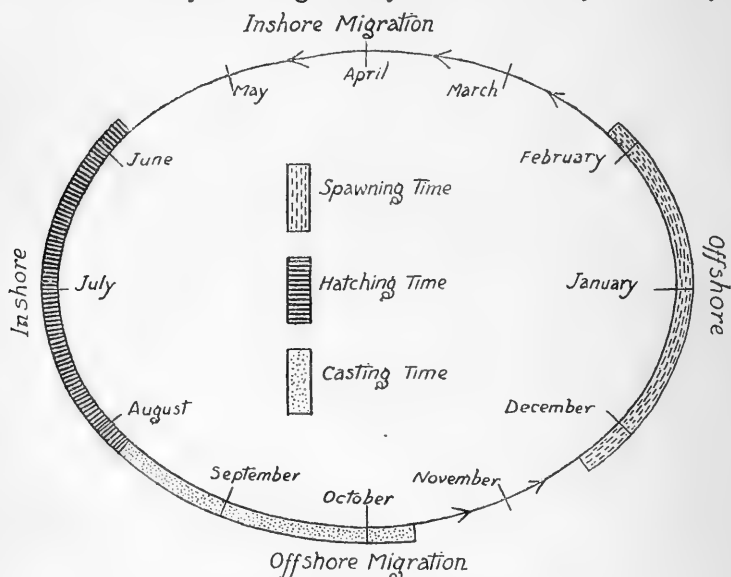 Inshore Migration
April
May
March
June
February
Spawning Time
Inshore
Offshore
July
Hatching Time
January
Casting Time
August
December
September
November
October
Offshore Migration